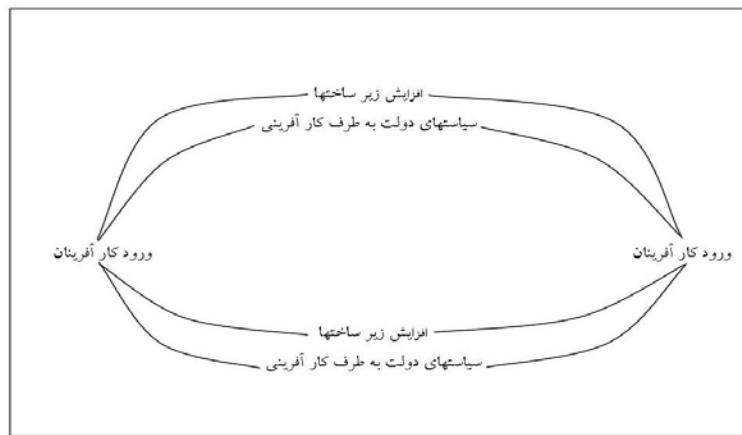 افزایش زیر ساختها
سیاستهای دولت به طرف کار آفرینی
ورود کار آفرینان
ورود کار آفرینان
افزایش زیر ساختها
سیاستهای دولت به طرف کار آفرینی